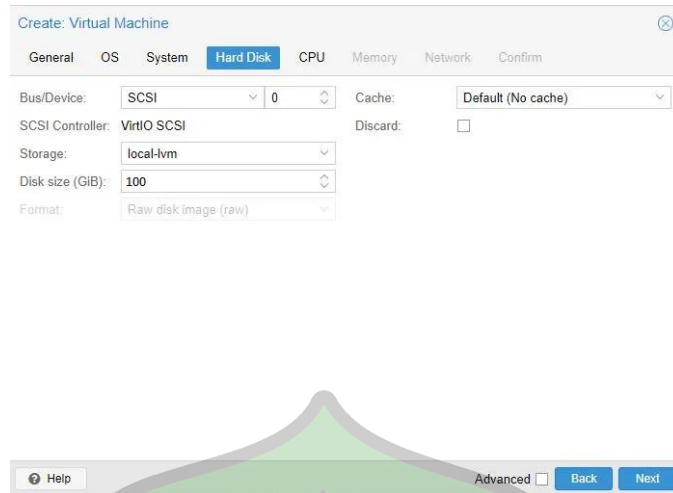 Create: Virtual Machine
General OS System Hard Disk CPU Memory Network Confirm
Bus/Device: SCSI 0 Cache: Default (No cache)
SCSI Controller: VirtIO SCSI Discard:
Storage: local-lvm
Disk size (GiB): 100
Format: Raw disk image (raw)
Help Advanced Back Next